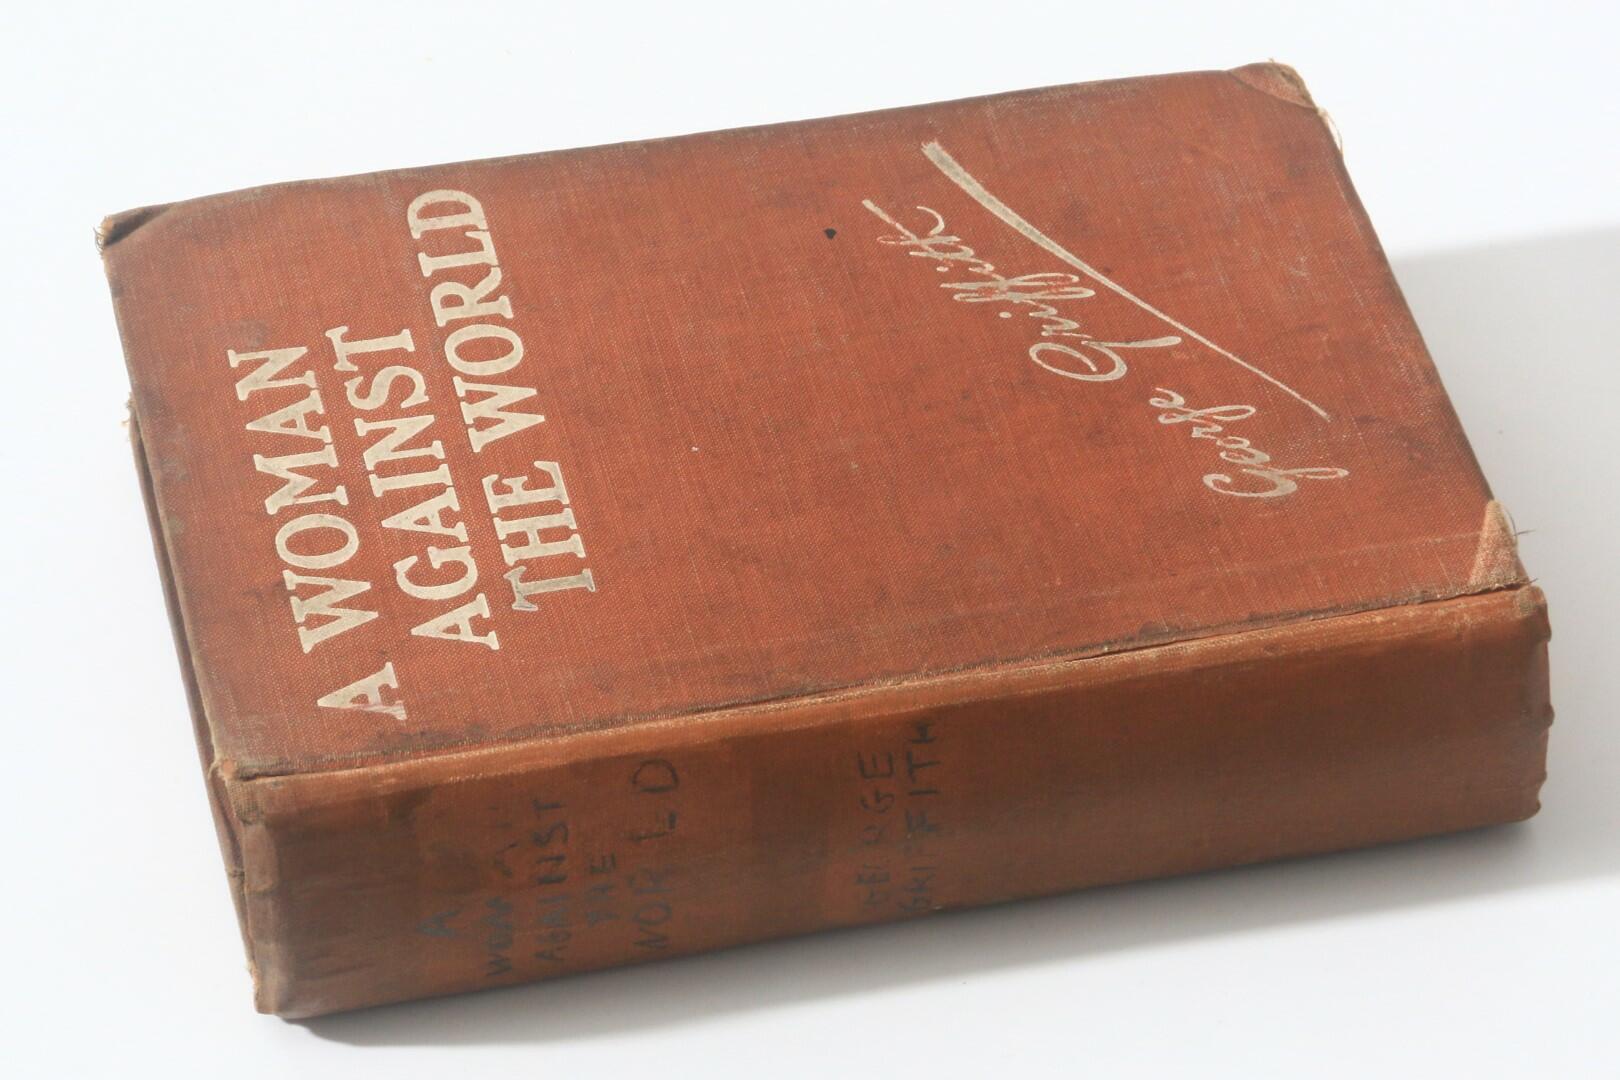 A WOMAN
AGAINST
THE WORLD
George Griffith
A
WOMAN
AGAINST
THE
WORLD
GEORGE
GRIFFITH